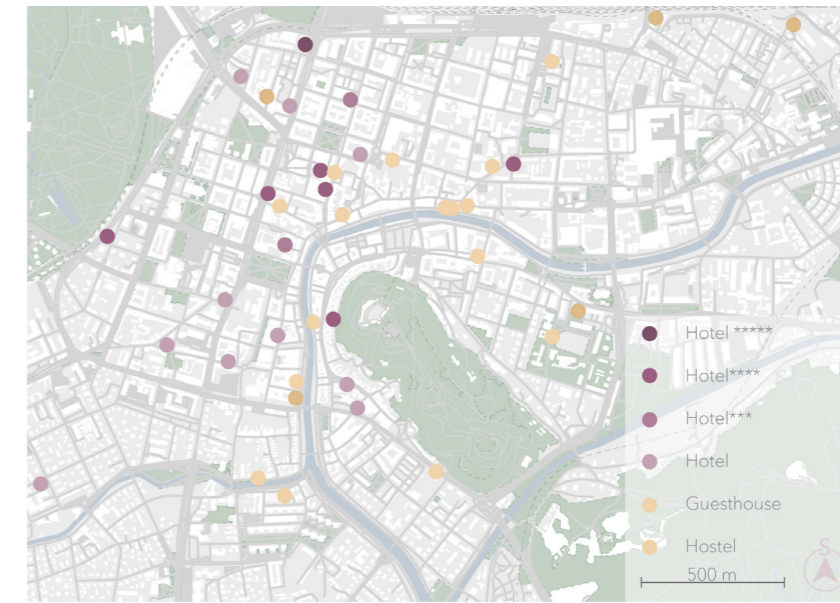 Hotel *****
Hotel****
Hotel***
Hotel
Guesthouse
Hostel
500 m
S